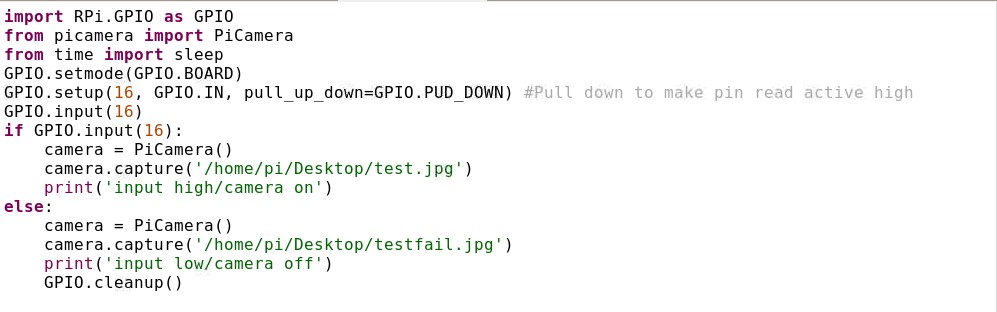 import RPi.GPIO as GPIO
from picamera import PiCamera
from time import sleep
GPIO.setmode(GPIO.BOARD)
GPIO.setup(16, GPIO.IN, pull_up_down=GPIO.PUD_DOWN) #Pull down to make pin read active high
GPIO.input(16)
if GPIO.input(16):
    camera = PiCamera()
    camera.capture('/home/pi/Desktop/test.jpg')
    print('input high/camera on')
else:
    camera = PiCamera()
    camera.capture('/home/pi/Desktop/testfail.jpg')
    print('input low/camera off')
    GPIO.cleanup()